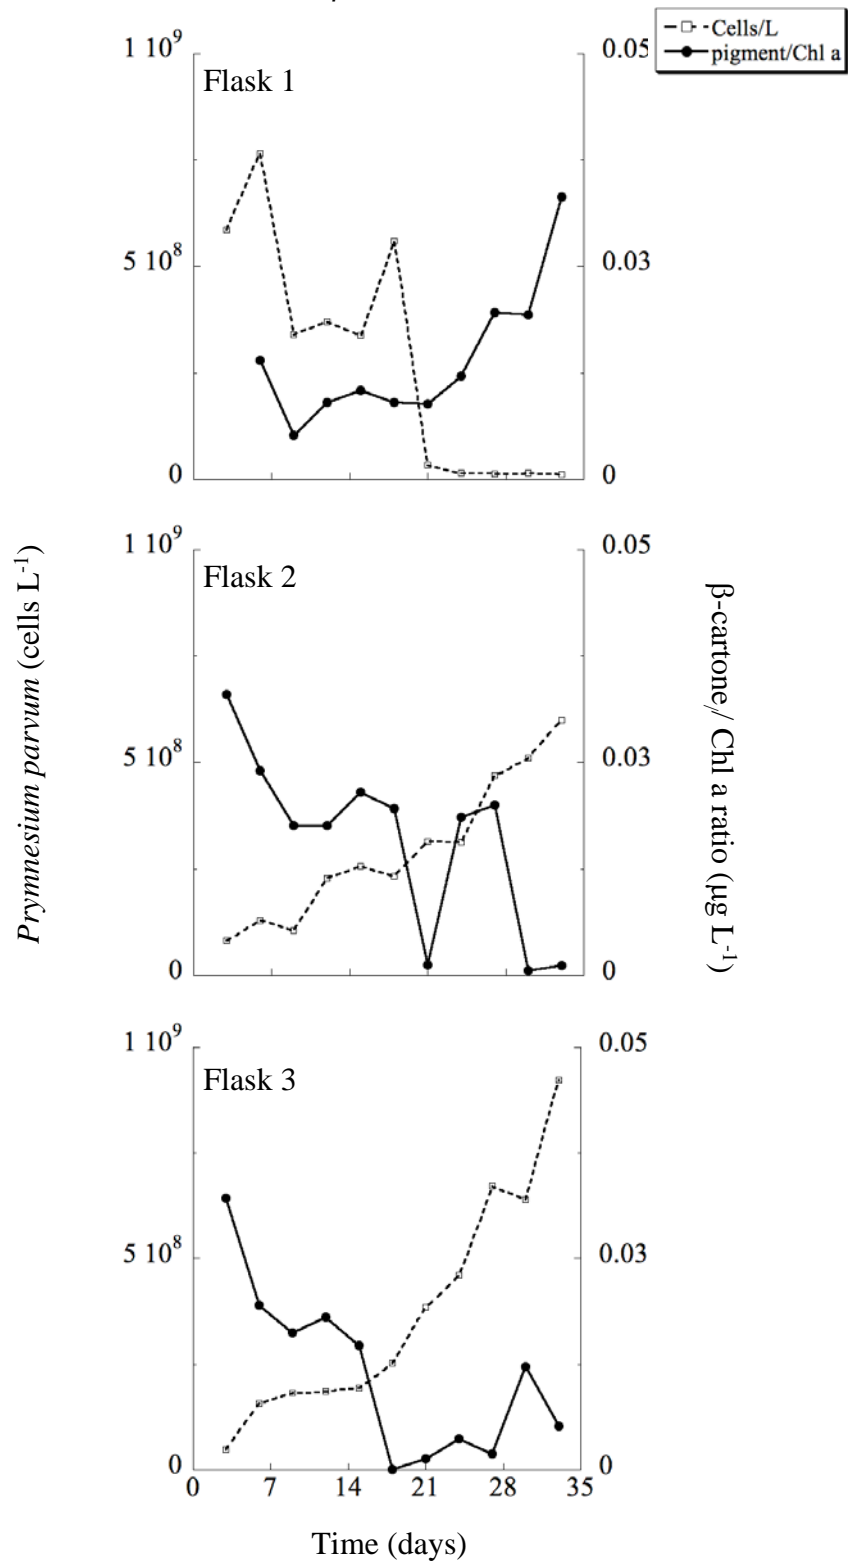 Cells/L
pigment/Chl a
1 10⁹
0.05
Flask 1
5 10⁸
0.03
0
0
1 10⁹
0.05
Flask 2
5 10⁸
0.03
0
0
Prymnesium parvum (cells L⁻¹)
β-cartone/ Chl a ratio (µg L⁻¹)
1 10⁹
0.05
Flask 3
5 10⁸
0.03
0
0
0 7 14 21 28 35
Time (days)